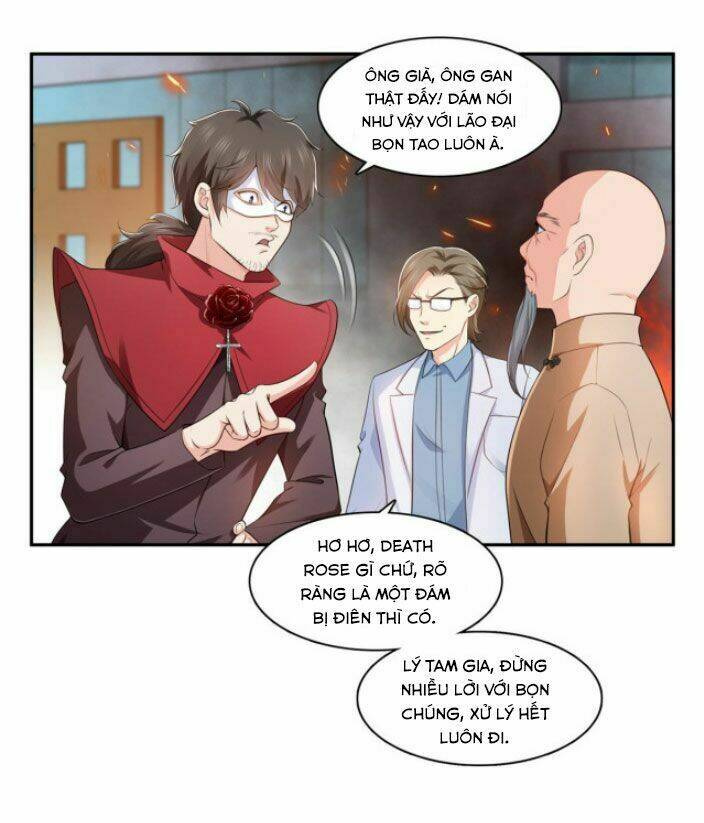 ÔNG GIÀ, ÔNG GAN
THẬT ĐẤY! DÁM NÓI
NHƯ VẬY VỚI LÃO ĐẠI
BỌN TAO LUÔN À.
HƠ HƠ, DEATH
ROSE GÌ CHỨ, RÕ
RÀNG LÀ MỘT ĐÁM
BỊ ĐIÊN THÌ CÓ.
LÝ TAM GIA, ĐỪNG
NHIỀU LỜI VỚI BỌN
CHÚNG, XỬ LÝ HẾT
LUÔN ĐI.